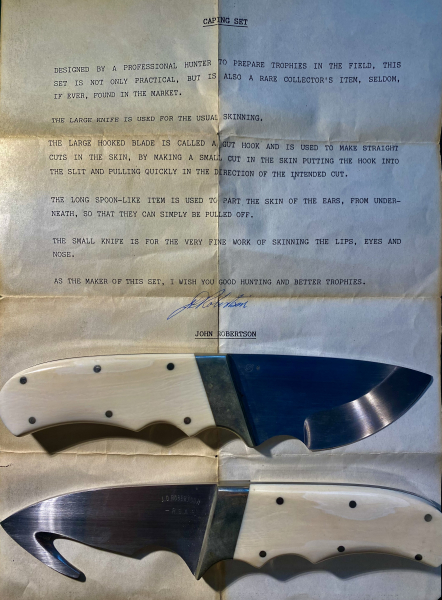 CAPING SET
DESIGNED BY A PROFESSIONAL HUNTER TO PREPARE TROPHIES IN THE FIELD, THIS
SET IS NOT ONLY PRACTICAL, BUT IS ALSO A RARE COLLECTOR'S ITEM, SELDOM,
IF EVER, FOUND IN THE MARKET.
THE LARGE KNIFE IS USED FOR THE USUAL SKINNING,
THE LARGE HOOKED BLADE IS CALLED A GUT HOOK AND IS USED TO MAKE STRAIGHT
CUTS IN THE SKIN, BY MAKING A SMALL CUT IN THE SKIN PUTTING THE HOOK INTO
THE SLIT AND PULLING QUICKLY IN THE DIRECTION OF THE INTENDED CUT.
THE LONG SPOON-LIKE ITEM IS USED TO PART THE SKIN OF THE EARS, FROM UNDER-
NEATH, SO THAT THEY CAN SIMPLY BE PULLED OFF.
THE SMALL KNIFE IS FOR THE VERY FINE WORK OF SKINNING THE LIPS, EYES AND
NOSE.
AS THE MAKER OF THIS SET, I WISH YOU GOOD HUNTING AND BETTER TROPHIES.
JOHN ROBERTSON